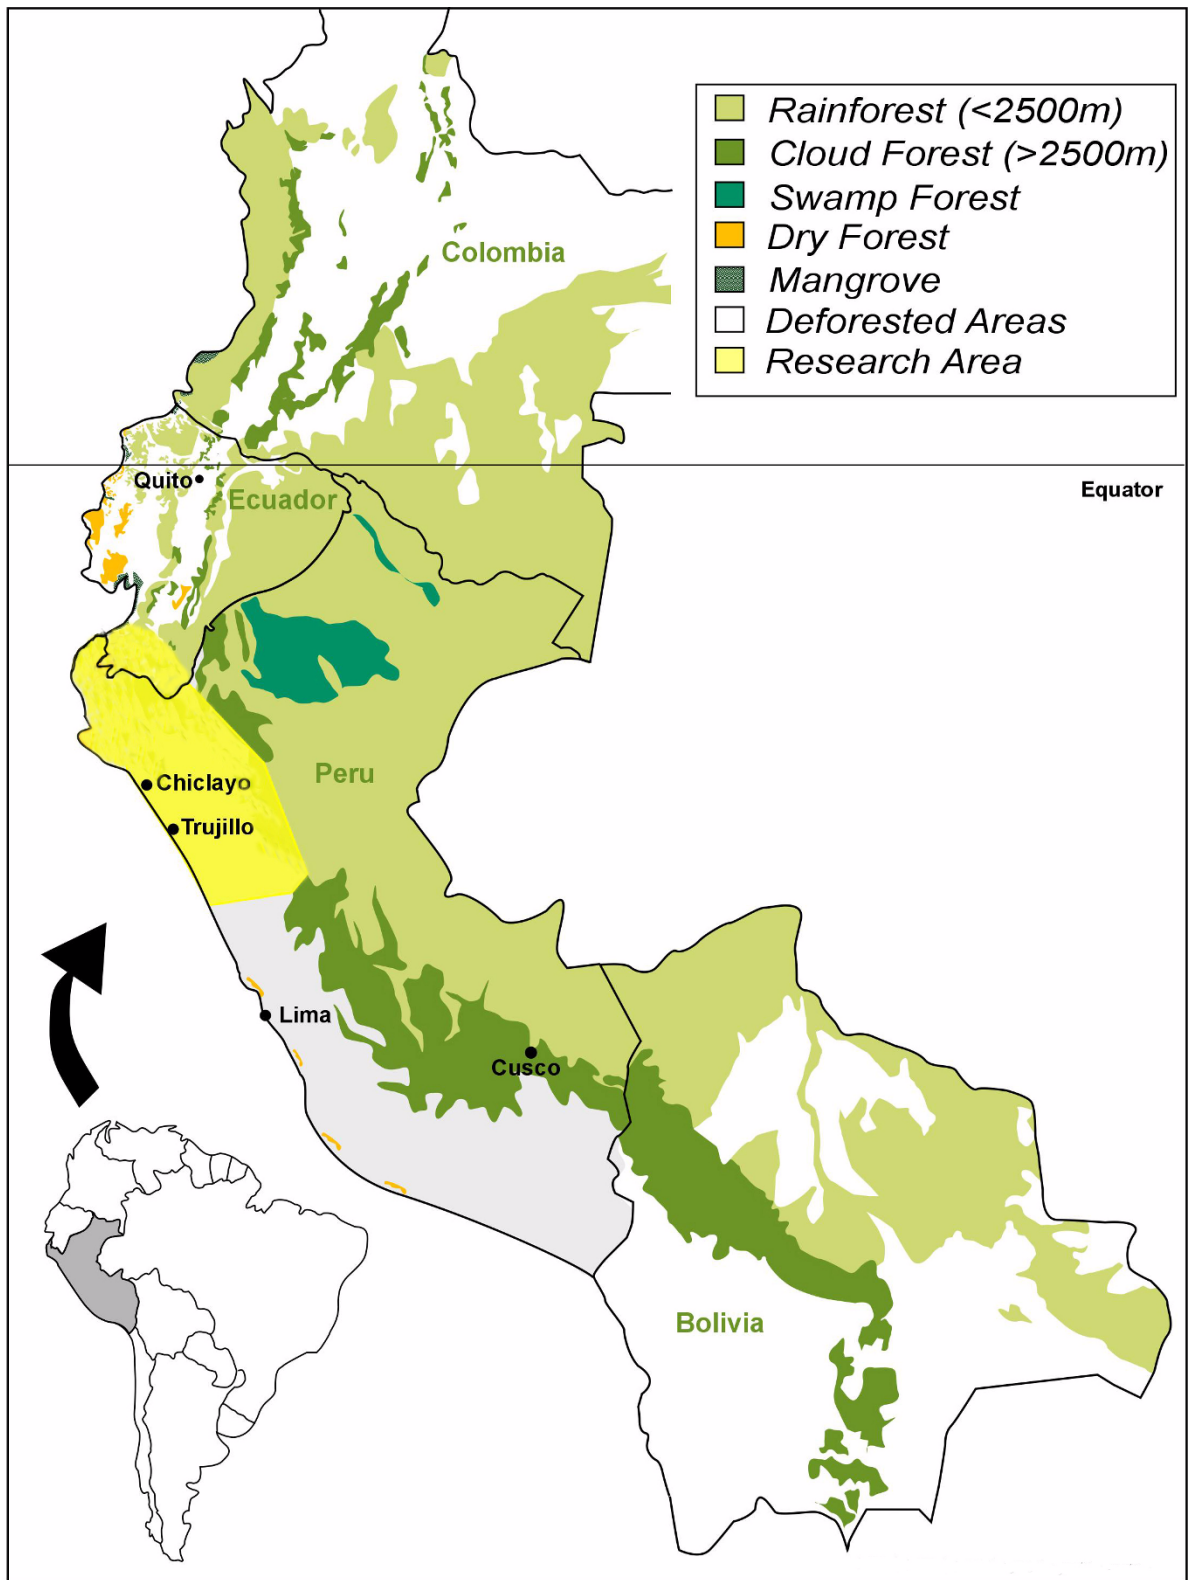 Rainforest (<2500m)
Cloud Forest (>2500m)
Swamp Forest
Dry Forest
Mangrove
Deforested Areas
Research Area
Colombia
Quito
Ecuador
Equator
Peru
Chiclayo
Trujillo
Lima
Cusco
Bolivia